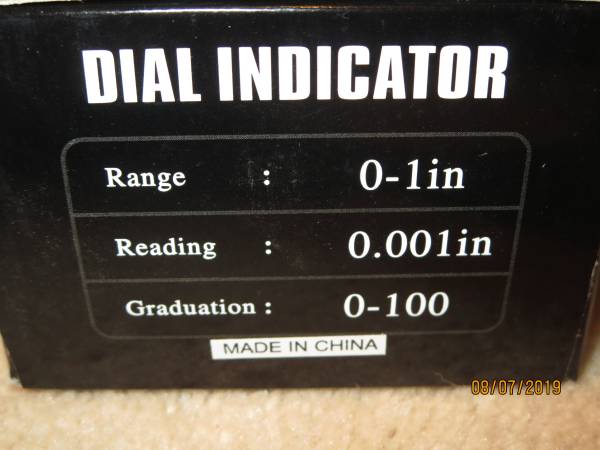 DIAL INDICATOR
Range : 0-1in
Reading : 0.001in
Graduation : 0-100
MADE IN CHINA
08/07/2019